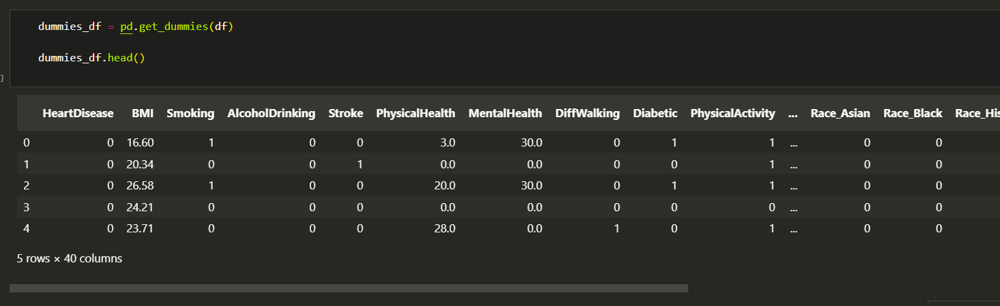 dummies_df = pd.get_dummies(df)
dummies_df.head()
]
HeartDisease BMI Smoking AlcoholDrinking Stroke PhysicalHealth MentalHealth DiffWalking Diabetic PhysicalActivity ... Race_Asian Race_Black Race_His
0 0 16.60 1 0 0 3.0 30.0 0 1 1 ... 0 0
1 0 20.34 0 0 1 0.0 0.0 0 0 1 ... 0 0
2 0 26.58 1 0 0 20.0 30.0 0 1 1 ... 0 0
3 0 24.21 0 0 0 0.0 0.0 0 0 0 ... 0 0
4 0 23.71 0 0 0 28.0 0.0 1 0 1 ... 0 0
5 rows × 40 columns